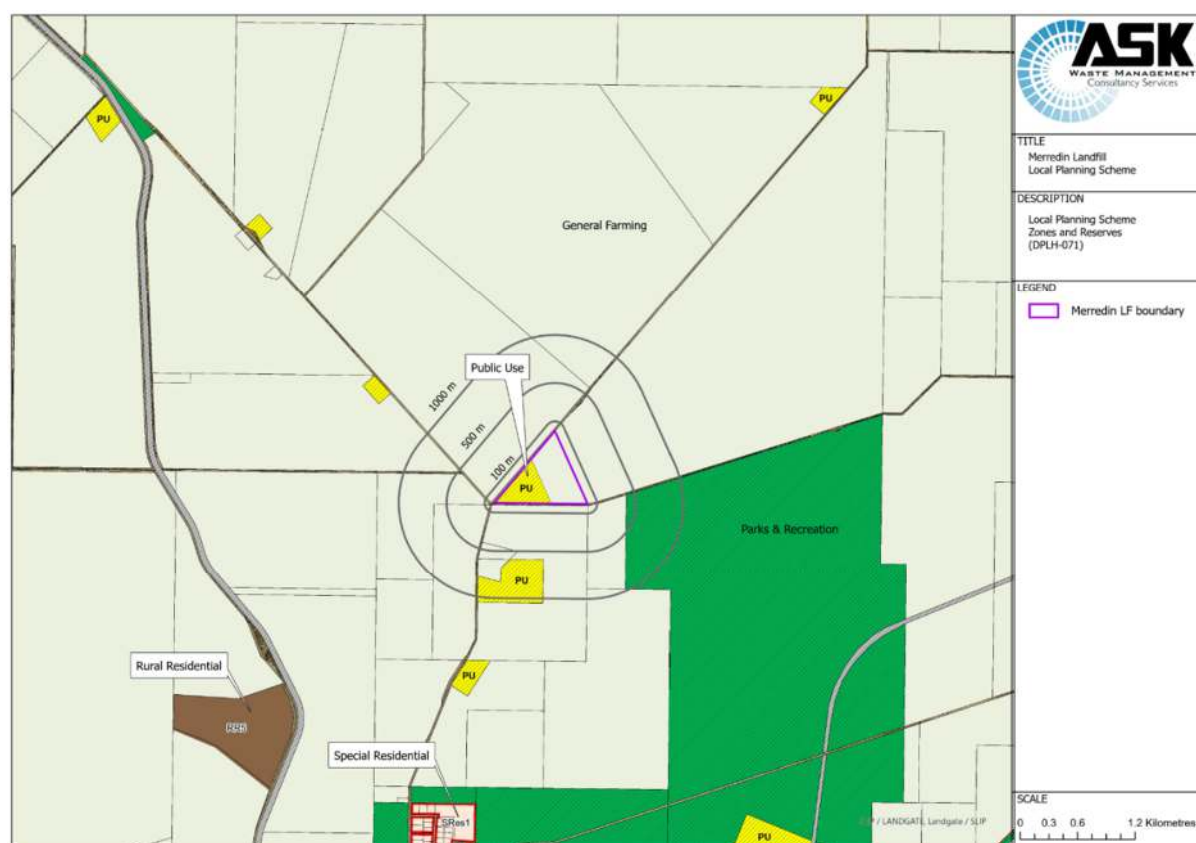 ASK
WASTE MANAGEMENT
Consultancy Services
TITLE
Merredin Landfill
Local Planning Scheme
DESCRIPTION
Local Planning Scheme
Zones and Reserves
(DPLH-071)
LEGEND
Merredin LF boundary
PU
PU
General Farming
Public Use
1000 m
500 m
100 m
PU
Parks & Recreation
PU
Rural Residential
PU
RR5
Special Residential
SRes1
PU
/ LANDGATE, Landgate / SLIP
SCALE
0 0.3 0.6 1.2 Kilometres